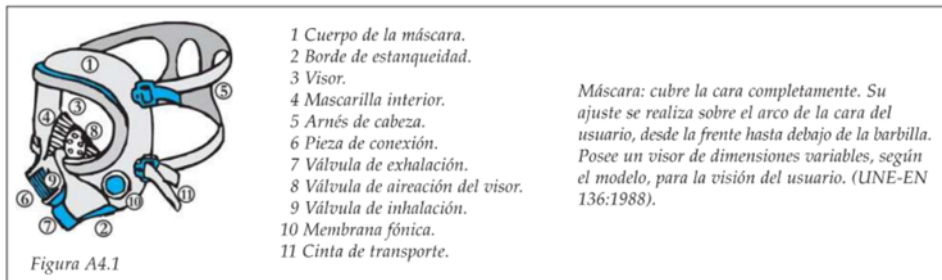 1
2
3
4
5
6
7
8
9
10
11
Figura A4.1
1 Cuerpo de la máscara.
2 Borde de estanqueidad.
3 Visor.
4 Mascarilla interior.
5 Arnés de cabeza.
6 Pieza de conexión.
7 Válvula de exhalación.
8 Válvula de aireación del visor.
9 Válvula de inhalación.
10 Membrana fónica.
11 Cinta de transporte.
Máscara: cubre la cara completamente. Su
ajuste se realiza sobre el arco de la cara del
usuario, desde la frente hasta debajo de la barbilla.
Posee un visor de dimensiones variables, según
el modelo, para la visión del usuario. (UNE-EN
136:1988).